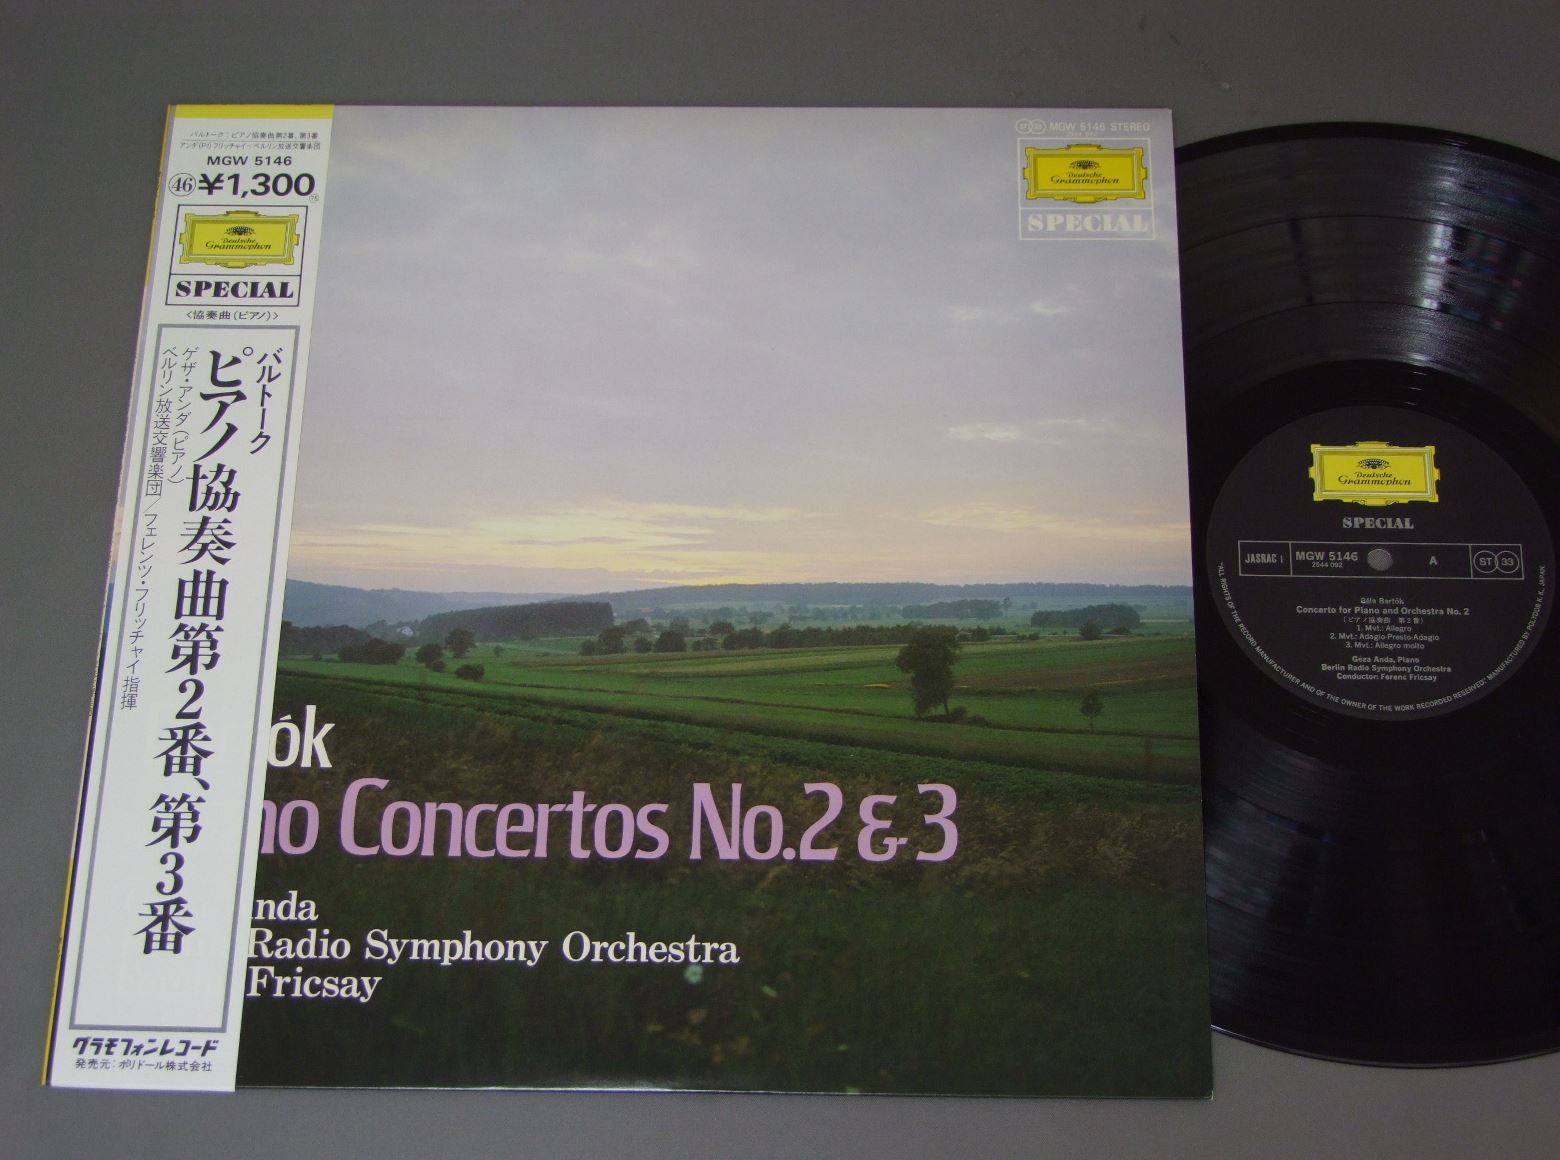 バルトーク：ピアノ協奏曲第2番、第3番
アンダ(P)フリッチャイ－ベルリン放送交響楽団
MGW 5146
㊻ ¥1,300
Deutsche
Grammophon
SPECIAL
〈協奏曲(ピアノ)〉
バルトーク
ピアノ協奏曲第2番、第3番
ゲザ・アンダ(ピアノ)
ベルリン放送交響楽団／フェレンツ・フリッチャイ指揮
グラモフォンレコード
発売元：ポリドール株式会社
ST 33 MGW 5146 STEREO
2544 092
Deutsche
Grammophon
SPECIAL
ók
no Concertos No.2 & 3
nda
Radio Symphony Orchestra
Fricsay
Deutsche
Grammophon
SPECIAL
JASRAC
MGW 5146
2544 092
A
ST 33
Béla Bartók
Concerto for Piano and Orchestra No. 2
(ピアノ協奏曲 第2番)
1. Mvt.: Allegro
2. Mvt.: Adagio-Presto-Adagio
3. Mvt.: Allegro molto
Géza Anda, Piano
Berlin Radio Symphony Orchestra
Conductor: Ferenc Fricsay
ALL RIGHTS OF THE RECORD MANUFACTURER AND OF THE OWNER OF THE WORK RECORDED RESERVED: MANUFACTURED BY POLYDOR K.K. JAPAN.